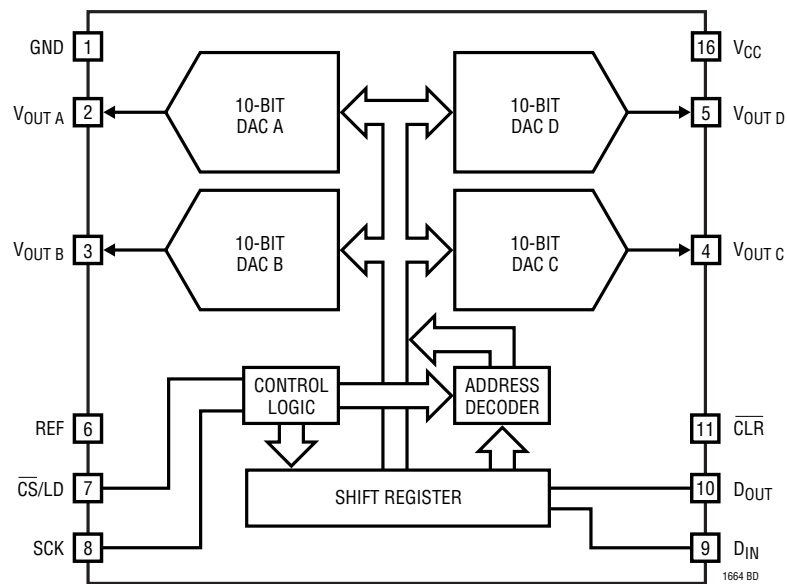 GND 1
16 VCC
VOUT A 2
10-BIT
DAC A
10-BIT
DAC D
5 VOUT D
VOUT B 3
10-BIT
DAC B
10-BIT
DAC C
4 VOUT C
CONTROL
LOGIC
ADDRESS
DECODER
REF 6
11 C̅L̅R̅
C̅S̅/LD 7
SHIFT REGISTER
10 DOUT
SCK 8
9 DIN
1664 BD